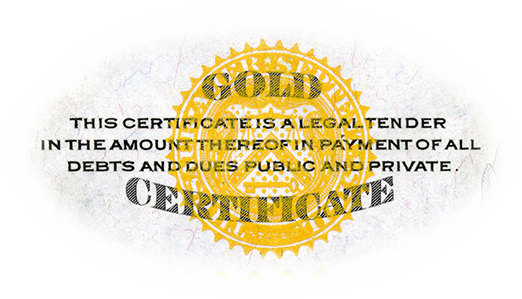 GOLD
THIS CERTIFICATE IS A LEGAL TENDER
IN THE AMOUNT THEREOF IN PAYMENT OF ALL
DEBTS AND DUES PUBLIC AND PRIVATE.
CERTIFICATE